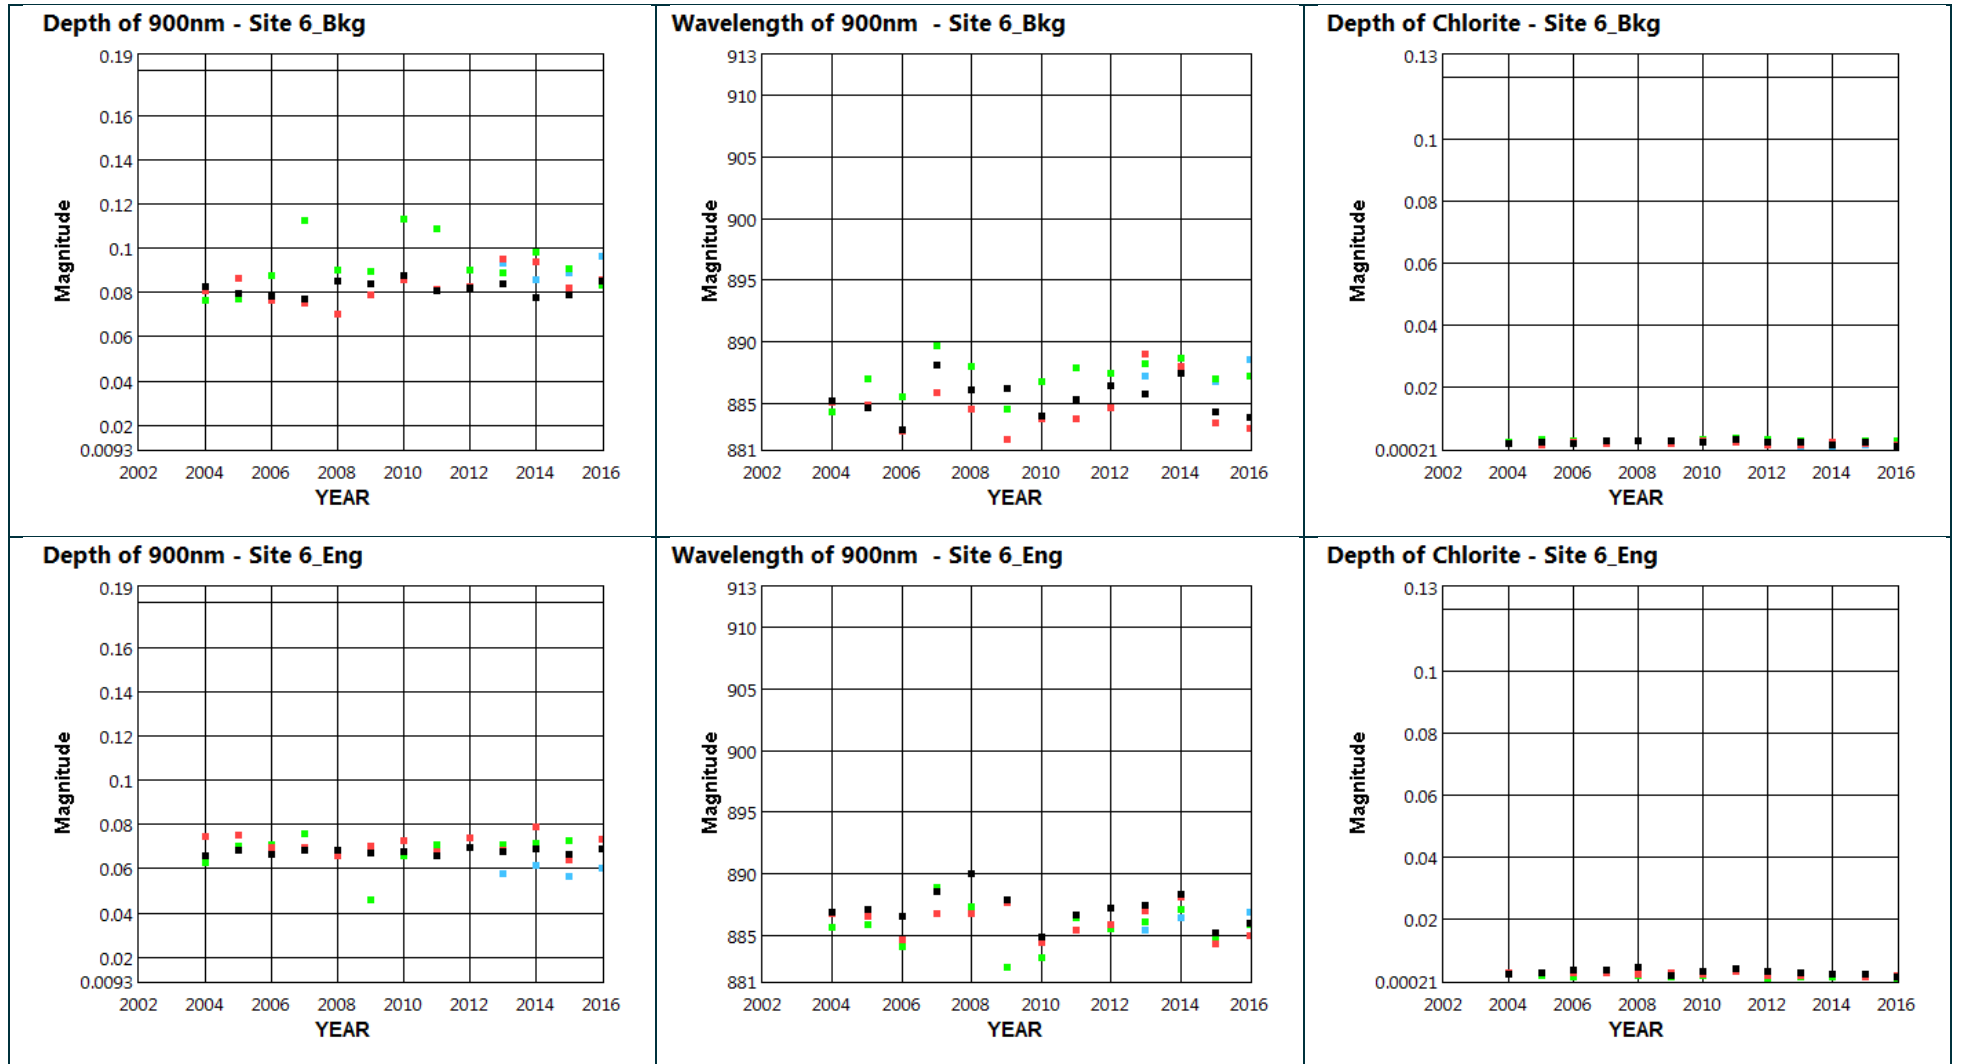 Depth of 900nm - Site 6_Bkg
0.19
0.16
0.14
0.12
0.1
0.08
0.06
0.04
0.02
0.0093
Magnitude
2002 2004 2006 2008 2010 2012 2014 2016
YEAR
Wavelength of 900nm - Site 6_Bkg
913
910
905
900
895
890
885
881
Magnitude
2002 2004 2006 2008 2010 2012 2014 2016
YEAR
Depth of Chlorite - Site 6_Bkg
0.13
0.1
0.08
0.06
0.04
0.02
0.00021
Magnitude
2002 2004 2006 2008 2010 2012 2014 2016
YEAR
Depth of 900nm - Site 6_Eng
0.19
0.16
0.14
0.12
0.1
0.08
0.06
0.04
0.02
0.0093
Magnitude
2002 2004 2006 2008 2010 2012 2014 2016
YEAR
Wavelength of 900nm - Site 6_Eng
913
910
905
900
895
890
885
881
Magnitude
2002 2004 2006 2008 2010 2012 2014 2016
YEAR
Depth of Chlorite - Site 6_Eng
0.13
0.1
0.08
0.06
0.04
0.02
0.00021
Magnitude
2002 2004 2006 2008 2010 2012 2014 2016
YEAR